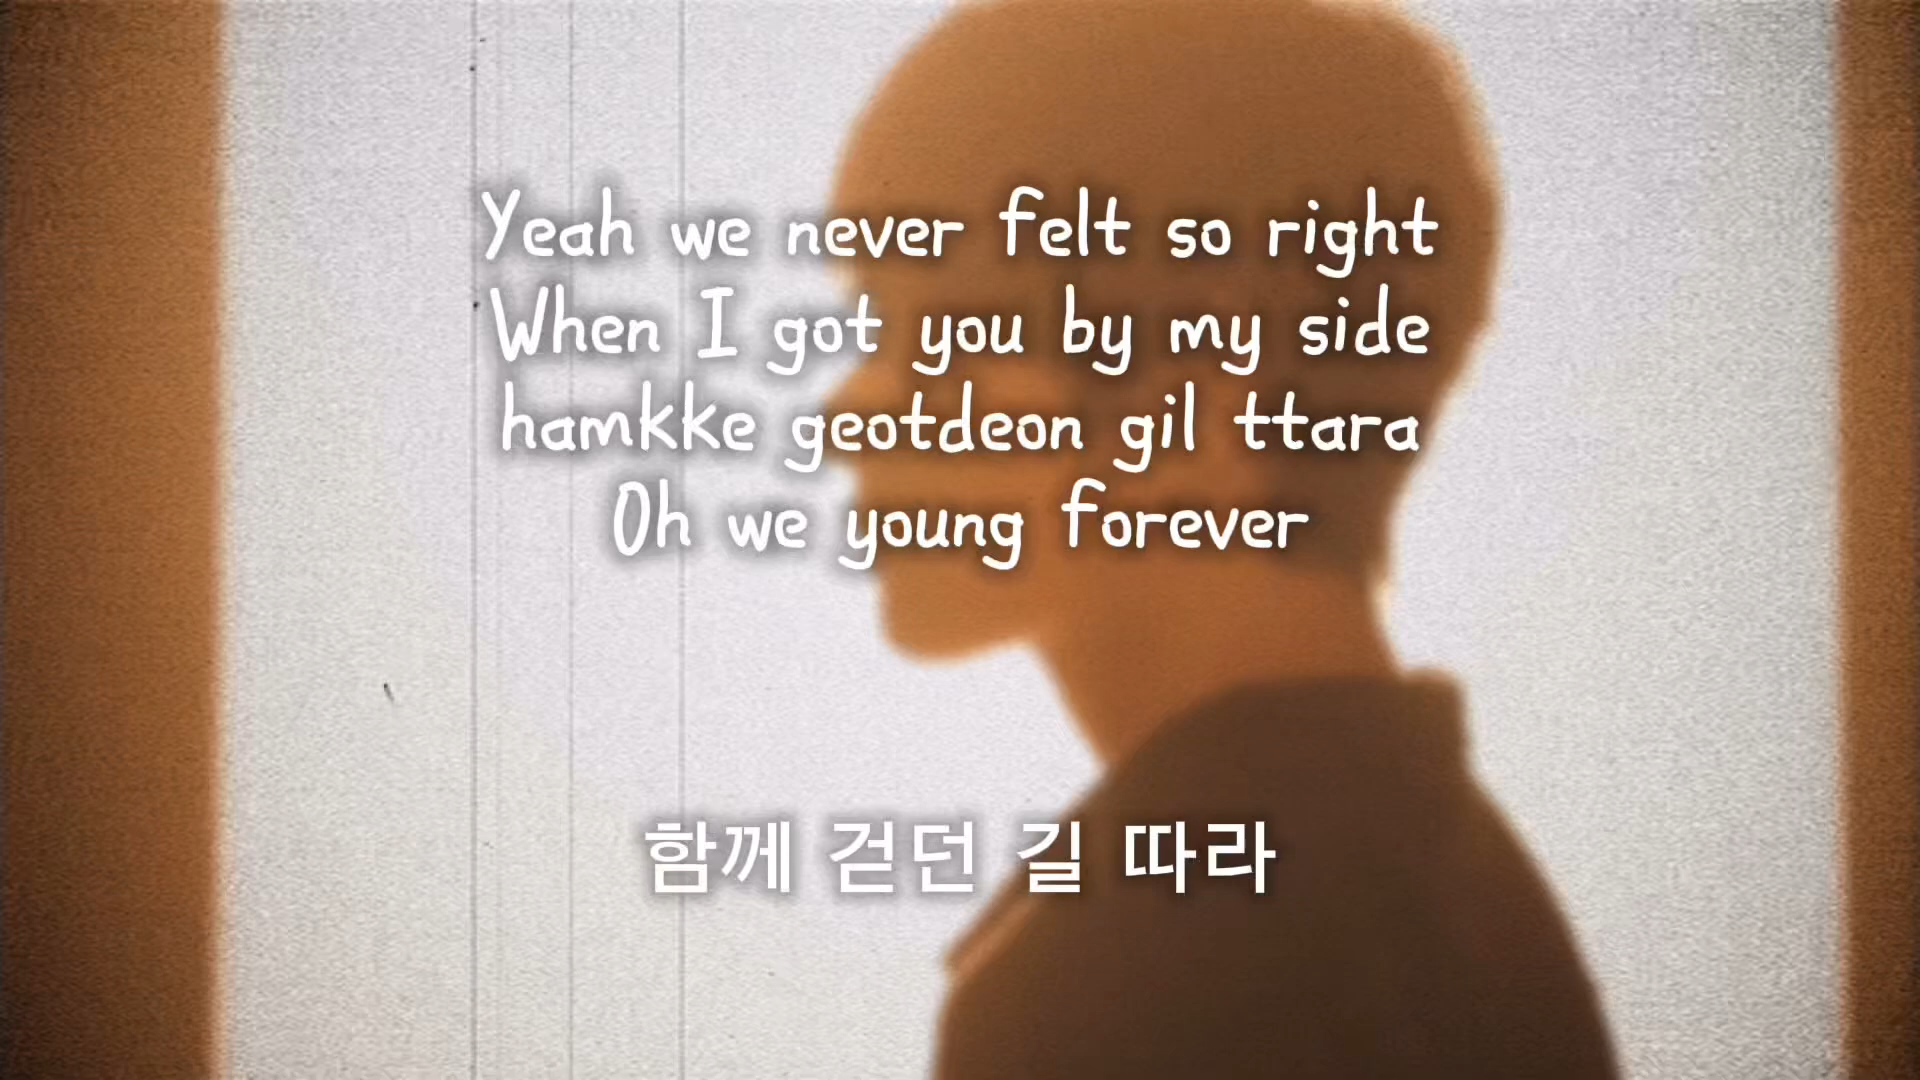 Yeah we never felt so right
When I got you by my side
hamkke geotdeon gil ttara
Oh we young forever
함께 걷던 길 따라